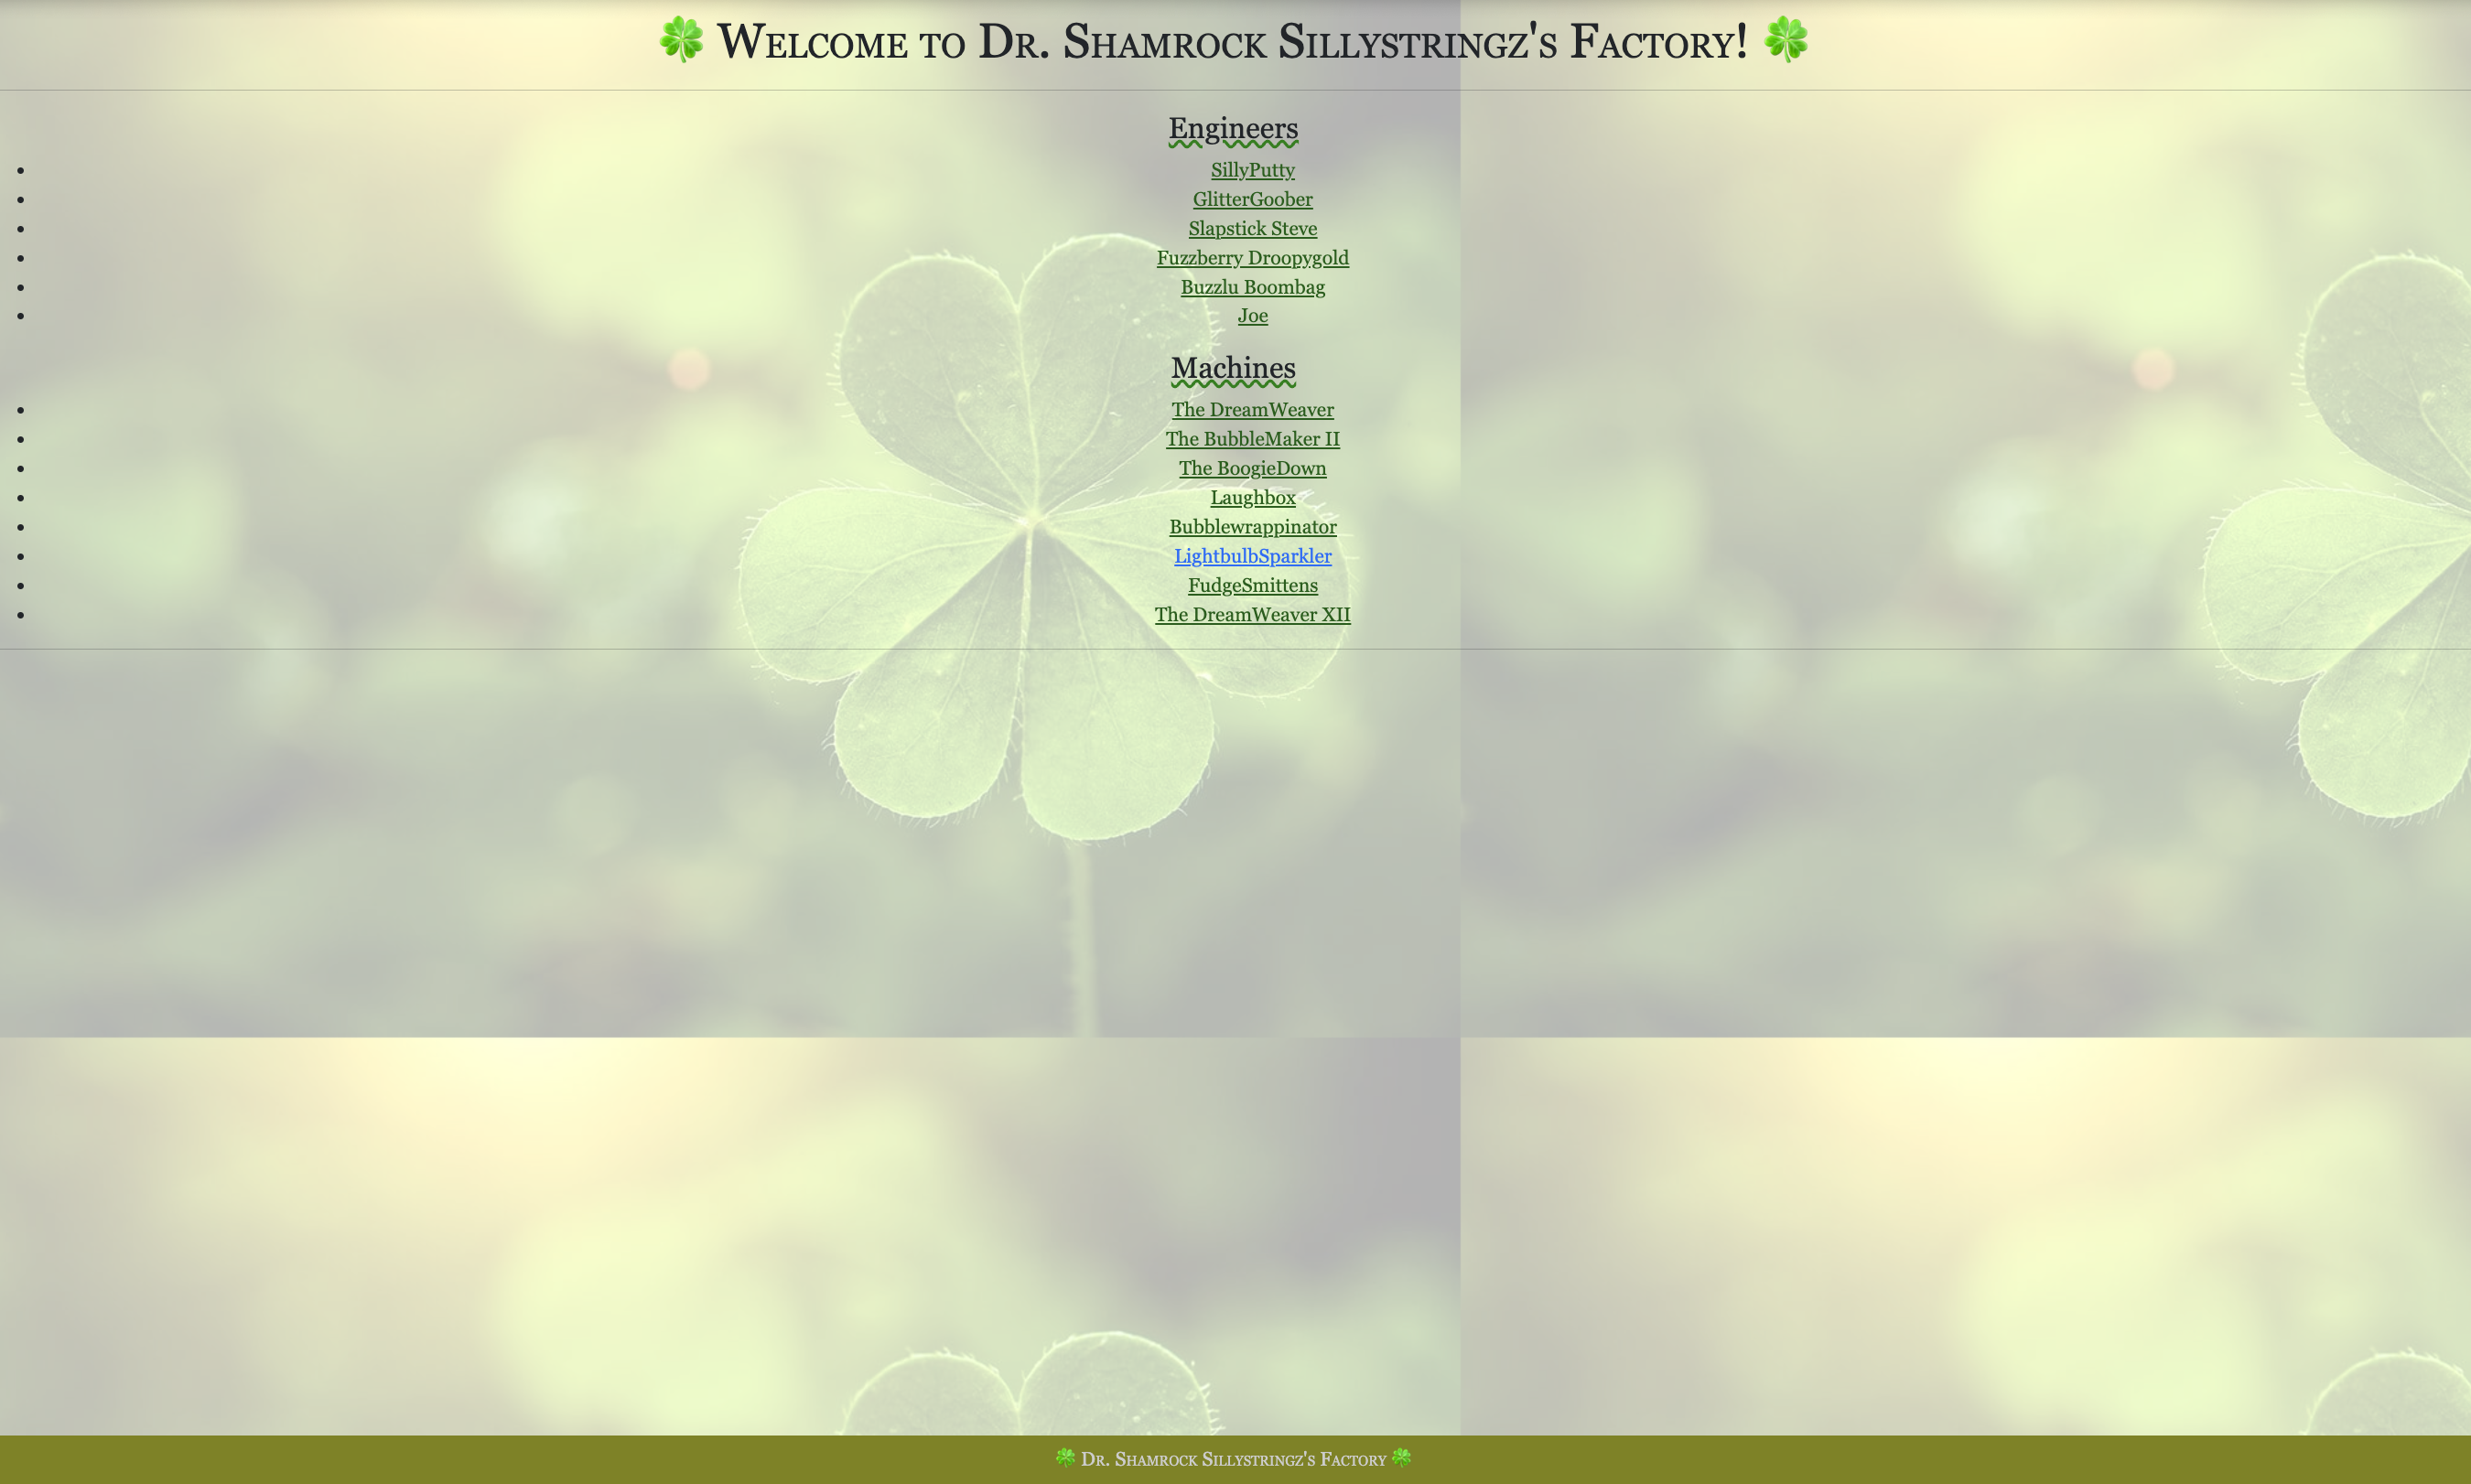 🍀 Welcome to Dr. Shamrock Sillystringz's Factory! 🍀
Engineers
SillyPutty
GlitterGoober
Slapstick Steve
Fuzzberry Droopygold
Buzzlu Boombag
Joe
Machines
The DreamWeaver
The BubbleMaker II
The BoogieDown
Laughbox
Bubblewrappinator
LightbulbSparkler
FudgeSmittens
The DreamWeaver XII
🍀 Dr. Shamrock Sillystringz's Factory 🍀